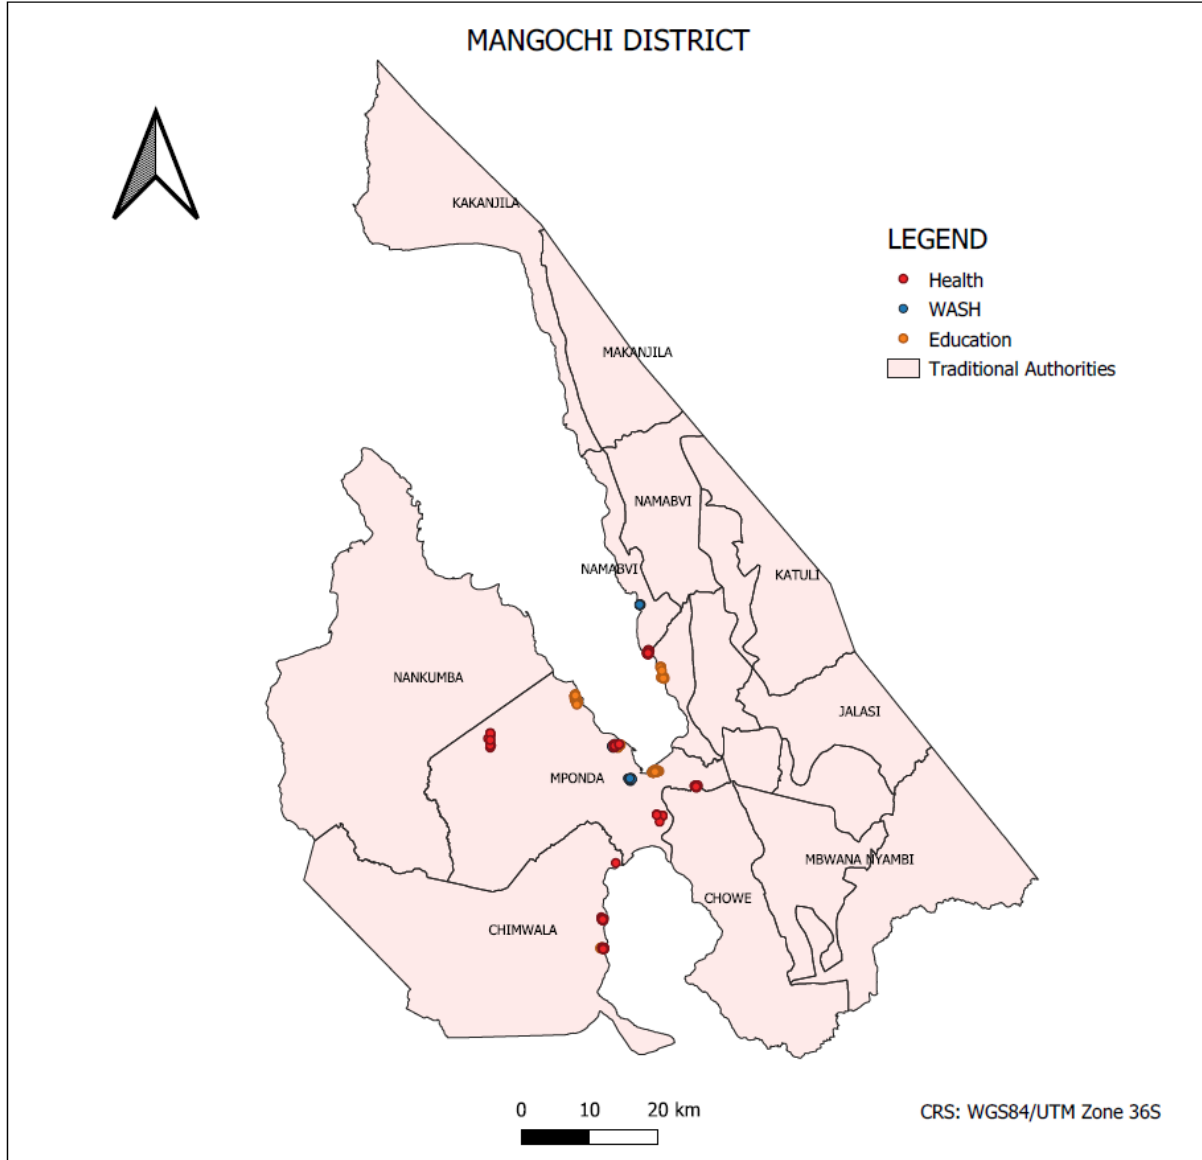 MANGOCHI DISTRICT
KAKANJILA
LEGEND
Health
WASH
Education
Traditional Authorities
MAKANJILA
NAMABVI
NAMABVI
KATULI
NANKUMBA
JALASI
MPONDA
MBWANA NYAMBI
CHOWE
CHIMWALA
0 10 20 km
CRS: WGS84/UTM Zone 36S